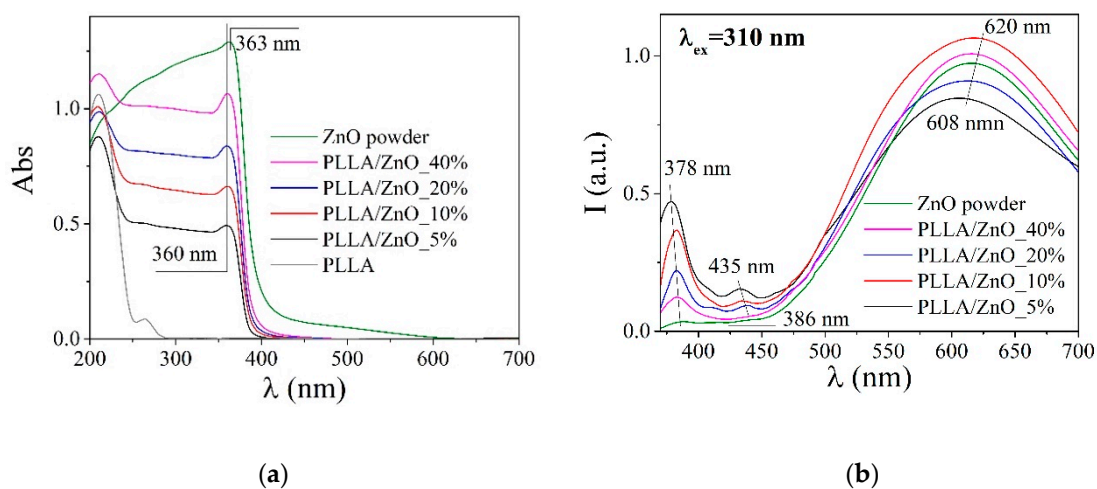 363 nm
1.0
ZnO powder
PLLA/ZnO_40%
PLLA/ZnO_20%
PLLA/ZnO_10%
PLLA/ZnO_5%
PLLA
Abs
0.5
360 nm
0.0
200 300 400 500 600 700
λ (nm)
(a)
λex=310 nm
620 nm
1.0
608 nmn
378 nm
I (a.u.)
0.5
ZnO powder
PLLA/ZnO_40%
PLLA/ZnO_20%
PLLA/ZnO_10%
PLLA/ZnO_5%
435 nm
386 nm
0.0
400 450 500 550 600 650 700
λ (nm)
(b)